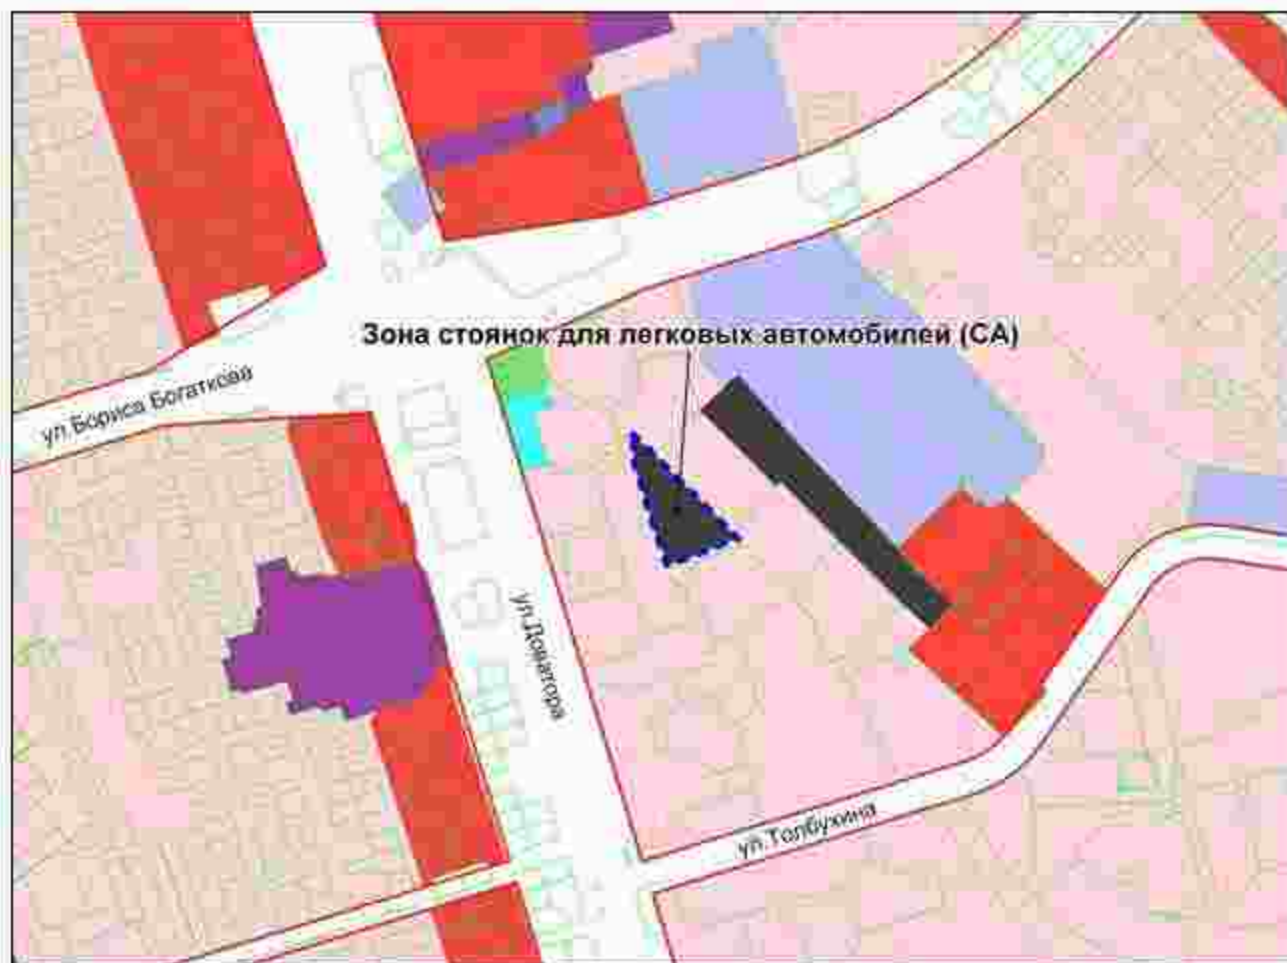 Зона стоянок для легковых автомобилей (СА)
ул.Бориса Богаткова
ул.Доватора
ул.Толбухина